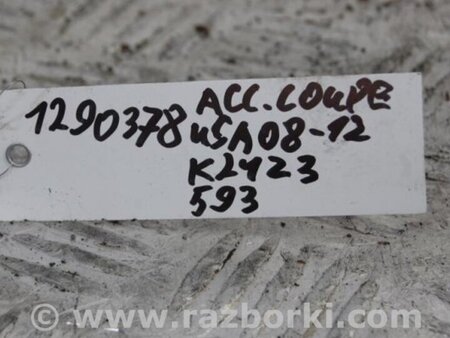 1290378 ACC. COUPE
USA 08-12
K2423
593
© www.razborki.com